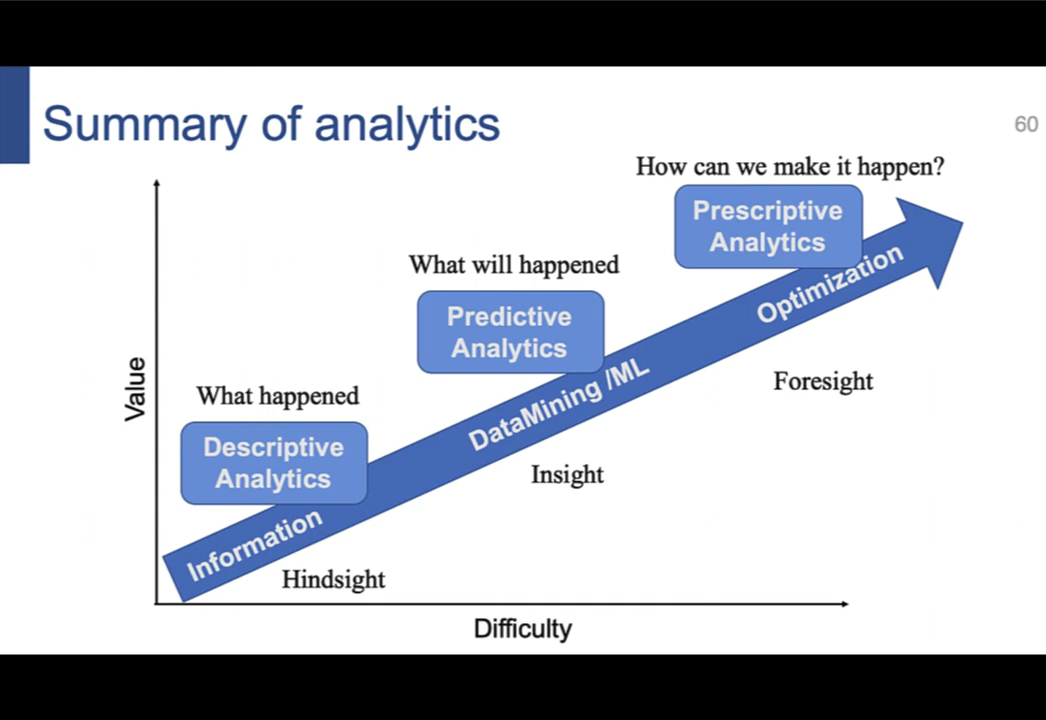 Summary of analytics
60
How can we make it happen?
Prescriptive
Analytics
What will happened
Predictive
Analytics
Optimization
Value
What happened
Descriptive
Analytics
DataMining /ML
Foresight
Insight
Information
Hindsight
Difficulty